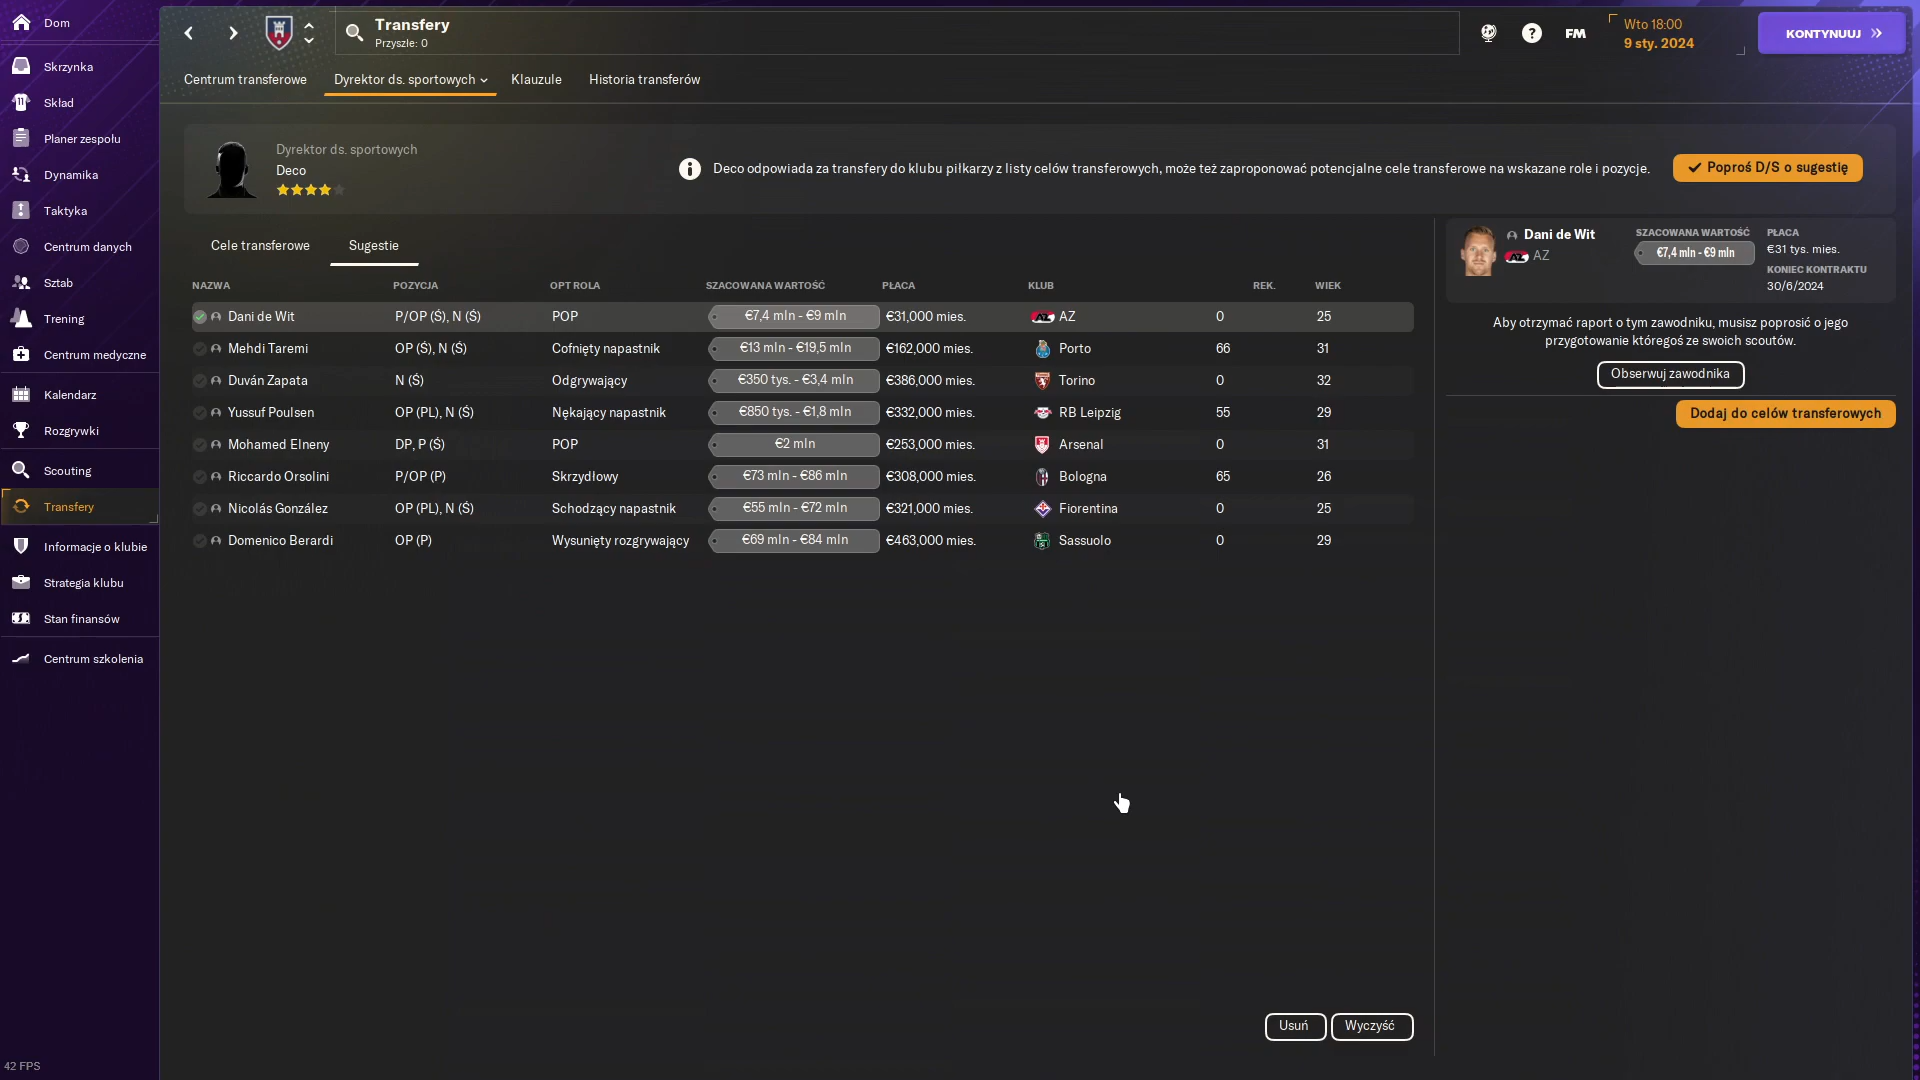 Dom
Skrzynka
Skład
Planer zespołu
Dynamika
Taktyka
Centrum danych
Sztab
Trening
Centrum medyczne
Kalendarz
Rozgrywki
Scouting
Transfery
Informacje o klubie
Strategia klubu
Stan finansów
Centrum szkolenia
42 FPS
Transfery
Przyszłe: 0
FM
Wto 18:00
9 sty. 2024
KONTYNUUJ
Centrum transferowe Dyrektor ds. sportowych Klauzule Historia transferów
Dyrektor ds. sportowych
Deco
Deco odpowiada za transfery do klubu piłkarzy z listy celów transferowych, może też zaproponować potencjalne cele transferowe na wskazane role i pozycje.
Poproś D/S o sugestię
Cele transferowe Sugestie
NAZWA POZYCJA OPT ROLA SZACOWANA WARTOŚĆ PŁACA KLUB REK. WIEK
Dani de Wit P/OP (Ś), N (Ś) POP €7,4 mln - €9 mln €31,000 mies. AZ 0 25
Mehdi Taremi OP (Ś), N (Ś) Cofnięty napastnik €13 mln - €19,5 mln €162,000 mies. Porto 66 31
Duván Zapata N (Ś) Odgrywający €350 tys. - €3,4 mln €386,000 mies. Torino 0 32
Yussuf Poulsen OP (PL), N (Ś) Nękający napastnik €850 tys. - €1,8 mln €332,000 mies. RB Leipzig 55 29
Mohamed Elneny DP, P (Ś) POP €2 mln €253,000 mies. Arsenal 0 31
Riccardo Orsolini P/OP (P) Skrzydłowy €73 mln - €86 mln €308,000 mies. Bologna 65 26
Nicolás González OP (PL), N (Ś) Schodzący napastnik €55 mln - €72 mln €321,000 mies. Fiorentina 0 25
Domenico Berardi OP (P) Wysunięty rozgrywający €69 mln - €84 mln €463,000 mies. Sassuolo 0 29
Usuń Wyczyść
Dani de Wit
AZ
SZACOWANA WARTOŚĆ
€7,4 mln - €9 mln
PŁACA
€31 tys. mies.
KONIEC KONTRAKTU
30/6/2024
Aby otrzymać raport o tym zawodniku, musisz poprosić o jego
przygotowanie któregoś ze swoich scoutów.
Obserwuj zawodnika
Dodaj do celów transferowych